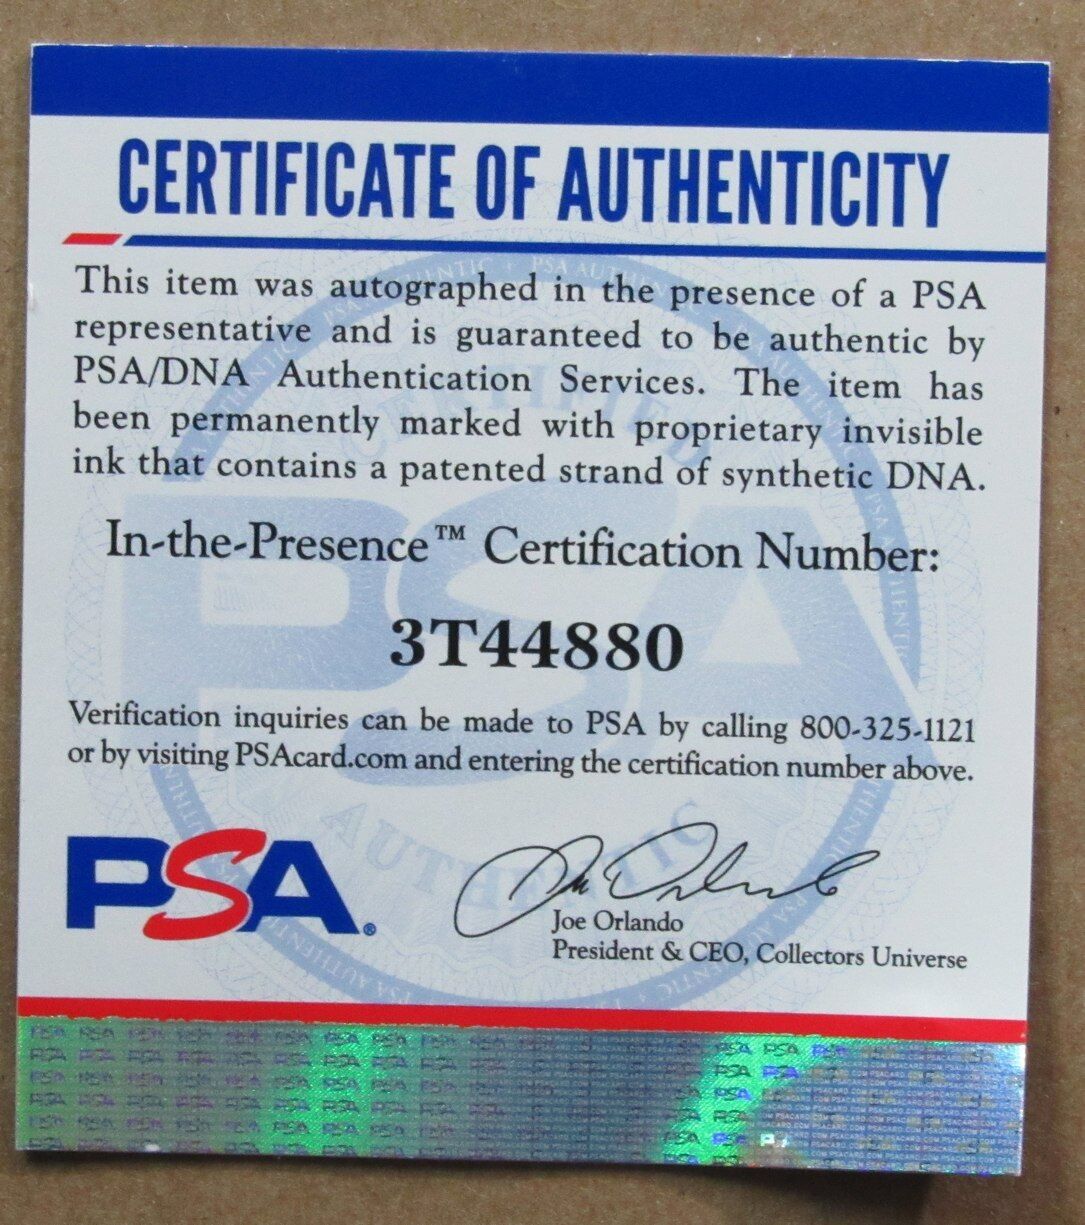 CERTIFICATE OF AUTHENTICITY
This item was autographed in the presence of a PSA
representative and is guaranteed to be authentic by
PSA/DNA Authentication Services. The item has
been permanently marked with proprietary invisible
ink that contains a patented strand of synthetic DNA.
In-the-Presence™ Certification Number:
3T44880
Verification inquiries can be made to PSA by calling 800-325-1121
or by visiting PSAcard.com and entering the certification number above.
PSA®
Joe Orlando
President & CEO, Collectors Universe